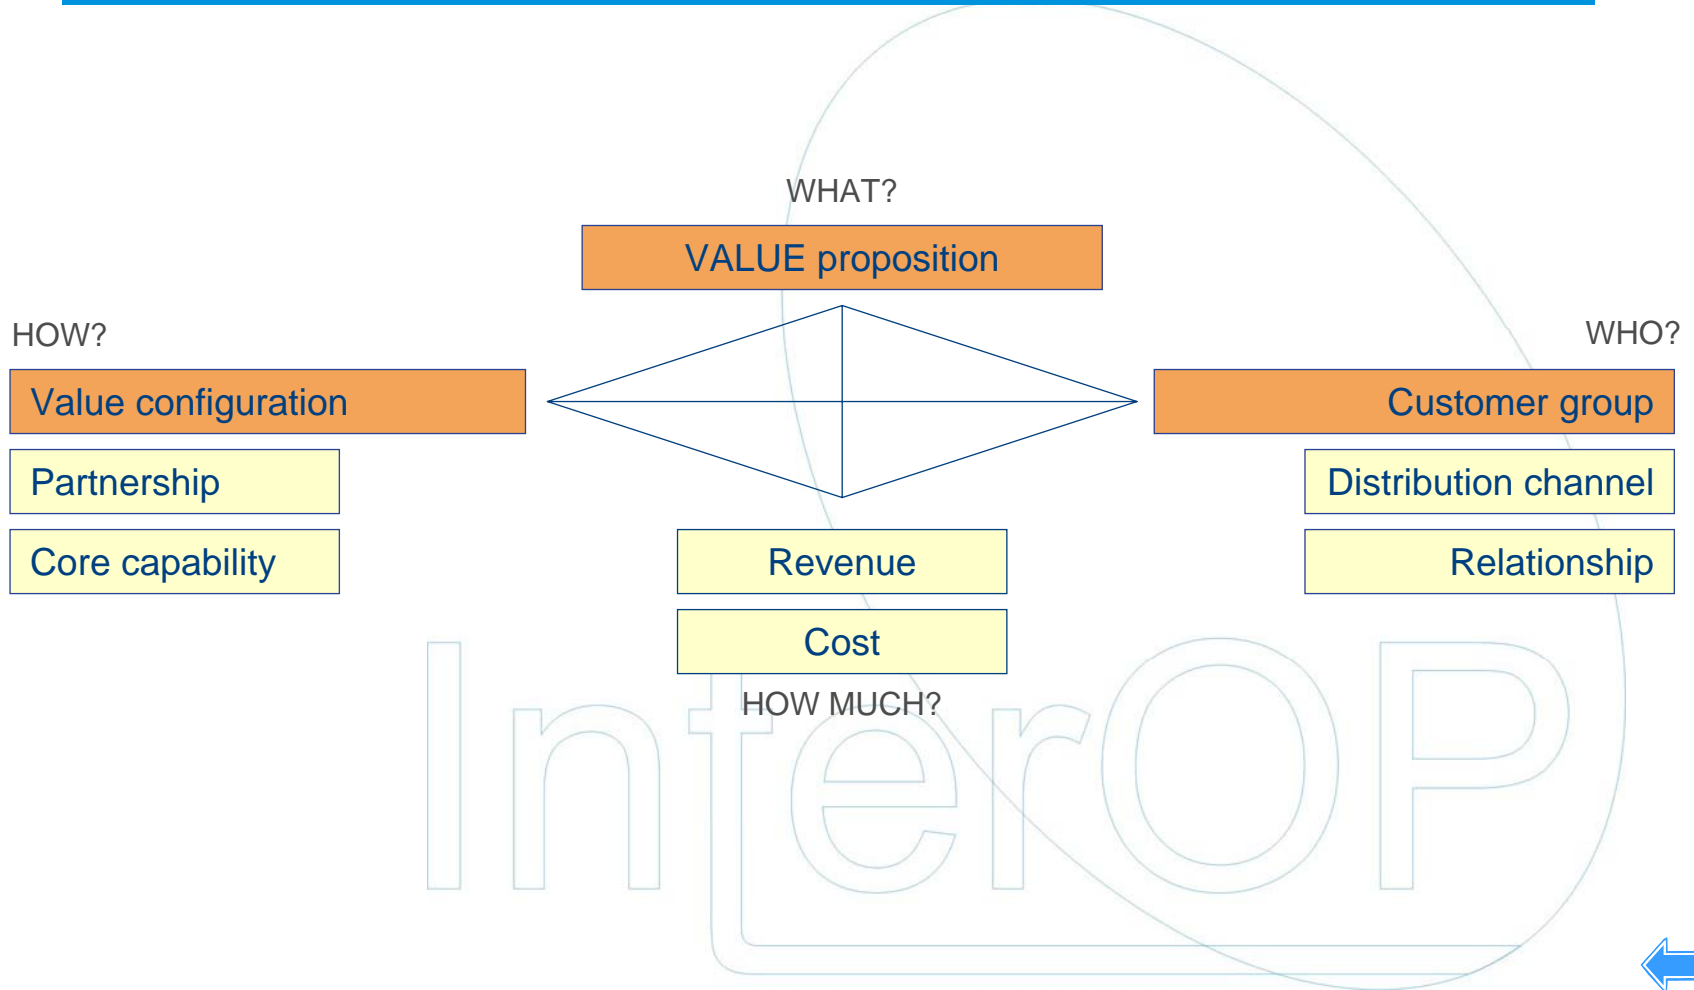 WHAT?
VALUE proposition
HOW?
WHO?
Value configuration
Customer group
Partnership
Distribution channel
Core capability
Revenue
Relationship
Cost
HOW MUCH?
InterOP